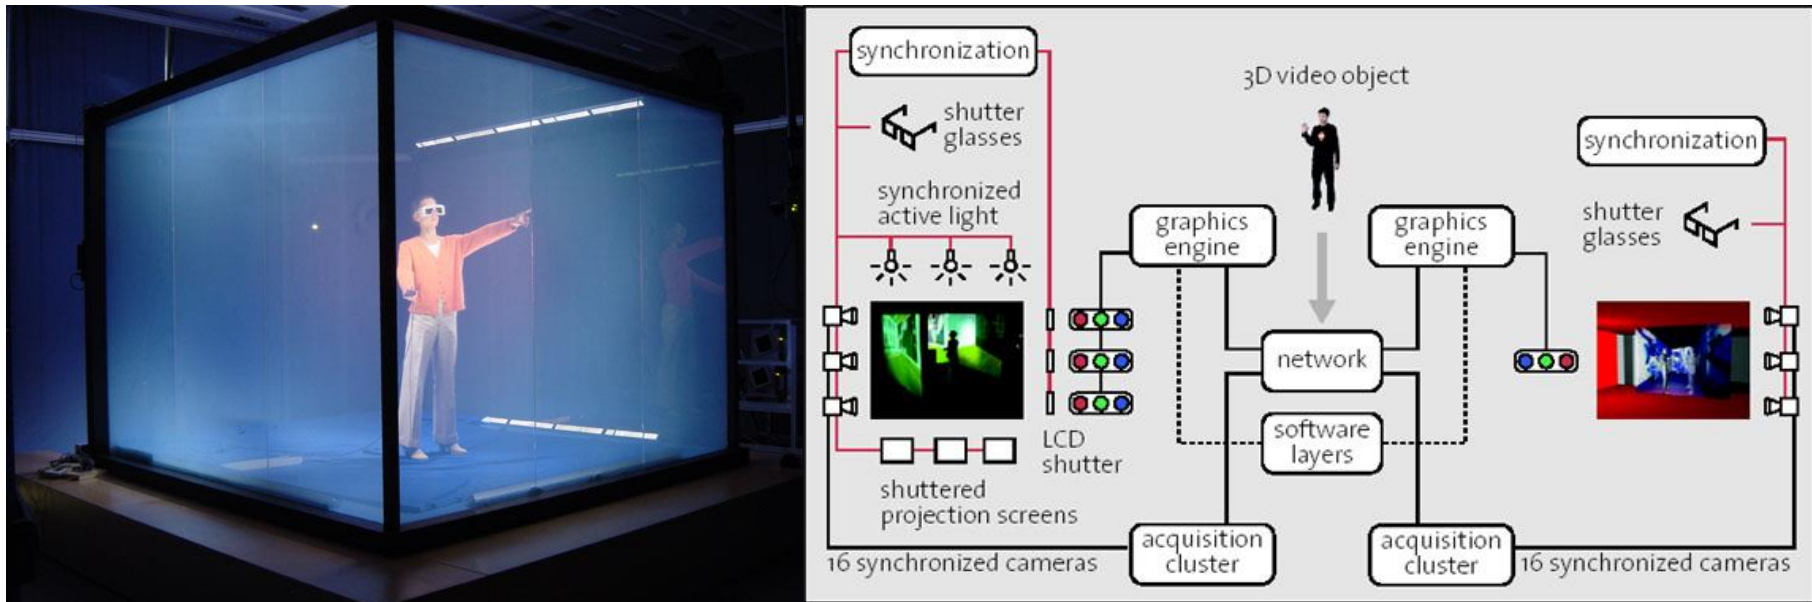 synchronization
shutter
glasses
synchronized
active light
LCD
shutter
shuttered
projection screens
16 synchronized cameras
3D video object
graphics
engine
graphics
engine
network
software
layers
acquisition
cluster
acquisition
cluster
synchronization
shutter
glasses
16 synchronized cameras